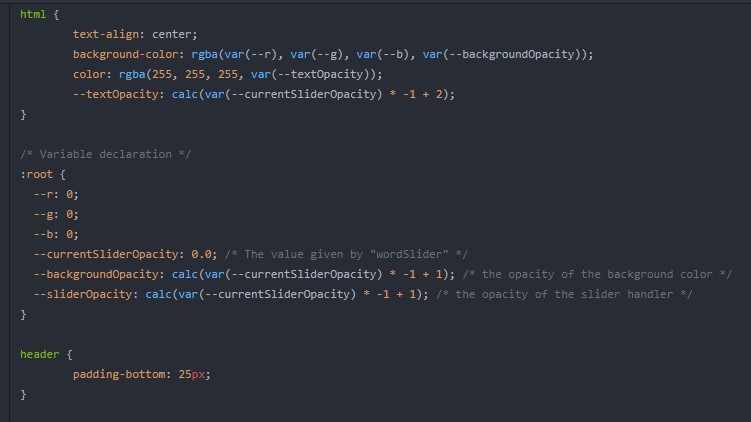 html {
text-align: center;
background-color: rgba(var(--r), var(--g), var(--b), var(--backgroundOpacity));
color: rgba(255, 255, 255, var(--textOpacity));
--textOpacity: calc(var(--currentSliderOpacity) * -1 + 2);
}
/* Variable declaration */
:root {
--r: 0;
--g: 0;
--b: 0;
--currentSliderOpacity: 0.0; /* The value given by "wordSlider" */
--backgroundOpacity: calc(var(--currentSliderOpacity) * -1 + 1); /* the opacity of the background color */
--sliderOpacity: calc(var(--currentSliderOpacity) * -1 + 1); /* the opacity of the slider handler */
}
header {
padding-bottom: 25px;
}